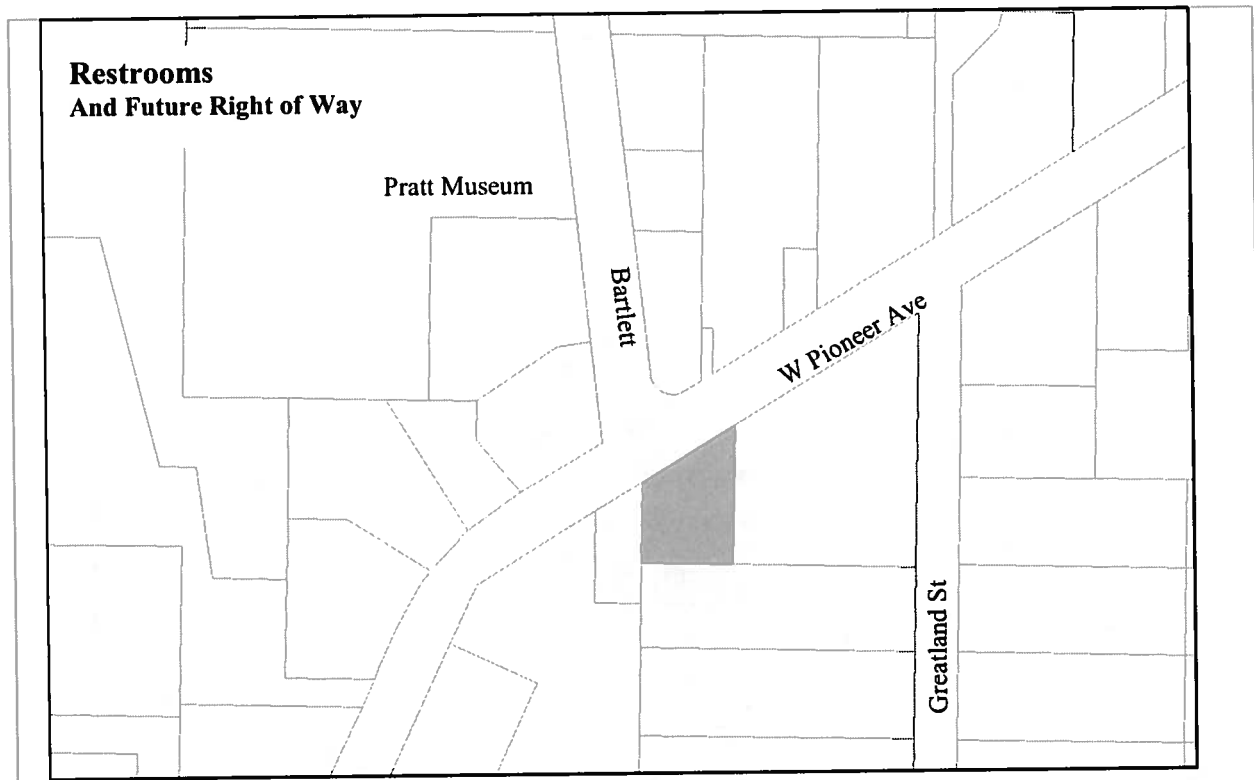 Restrooms
And Future Right of Way
Pratt Museum
Bartlett
W Pioneer Ave
Greatland St